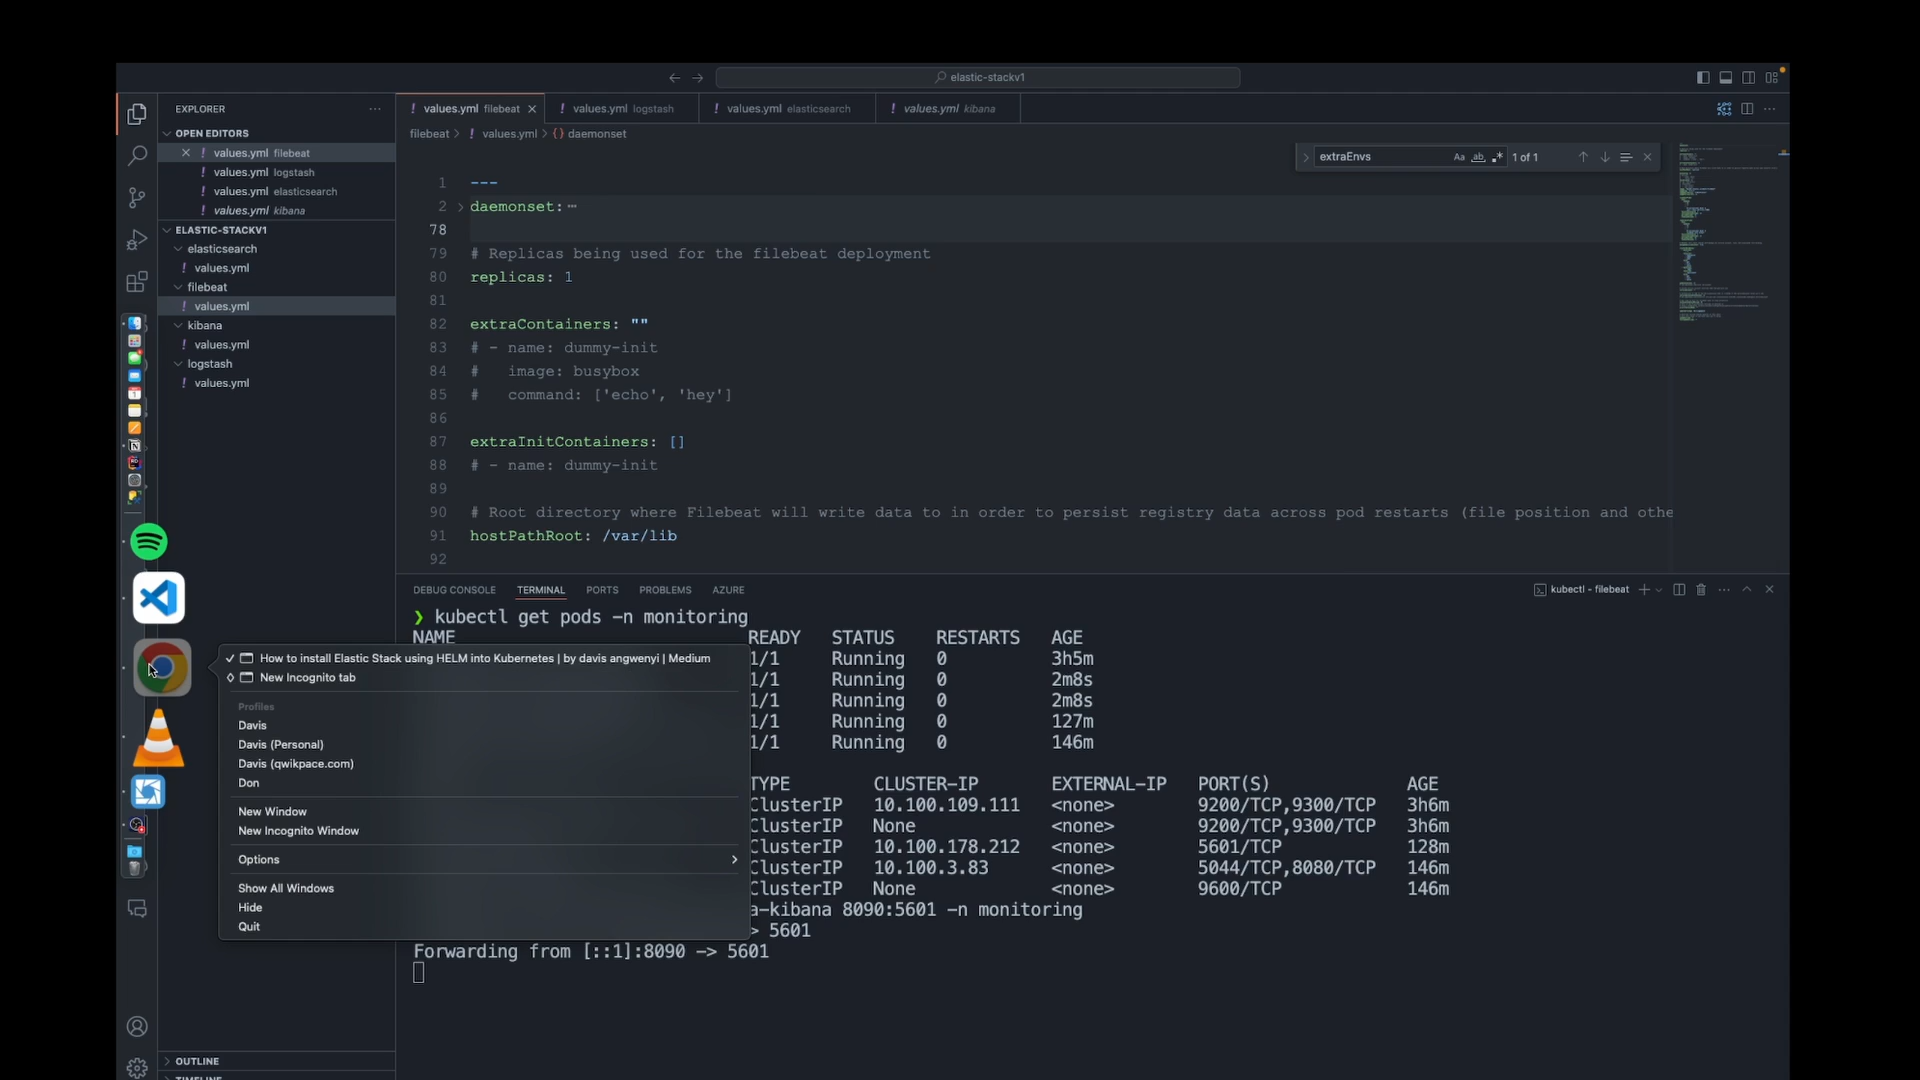 elastic-stackv1
EXPLORER
OPEN EDITORS
values.yml filebeat
values.yml logstash
values.yml elasticsearch
values.yml kibana
ELASTIC-STACKV1
elasticsearch
values.yml
filebeat
values.yml
kibana
values.yml
logstash
values.yml
values.yml filebeat
values.yml logstash
values.yml elasticsearch
values.yml kibana
filebeat > values.yml > {} daemonset
extraEnvs
Aa ab .*
1 of 1
1 ---
2 daemonset: ⋯
78
79 # Replicas being used for the filebeat deployment
80 replicas: 1
81
82 extraContainers: ""
83 # - name: dummy-init
84 #   image: busybox
85 #   command: ['echo', 'hey']
86
87 extraInitContainers: []
88 # - name: dummy-init
89
90 # Root directory where Filebeat will write data to in order to persist registry data across pod restarts (file position and othe
91 hostPathRoot: /var/lib
92
DEBUG CONSOLE TERMINAL PORTS PROBLEMS AZURE
kubectl - filebeat
❯ kubectl get pods -n monitoring
NAME READY STATUS RESTARTS AGE
1/1 Running 0 3h5m
1/1 Running 0 2m8s
1/1 Running 0 2m8s
1/1 Running 0 127m
1/1 Running 0 146m
TYPE CLUSTER-IP EXTERNAL-IP PORT(S) AGE
ClusterIP 10.100.109.111 <none> 9200/TCP,9300/TCP 3h6m
ClusterIP None <none> 9200/TCP,9300/TCP 3h6m
ClusterIP 10.100.178.212 <none> 5601/TCP 128m
ClusterIP 10.100.3.83 <none> 5044/TCP,8080/TCP 146m
ClusterIP None <none> 9600/TCP 146m
a-kibana 8090:5601 -n monitoring
> 5601
Forwarding from [::1]:8090 -> 5601
How to install Elastic Stack using HELM into Kubernetes | by davis angwenyi | Medium
New Incognito tab
Profiles
Davis
Davis (Personal)
Davis (qwikpace.com)
Don
New Window
New Incognito Window
Options
Show All Windows
Hide
Quit
OUTLINE
TIMELINE